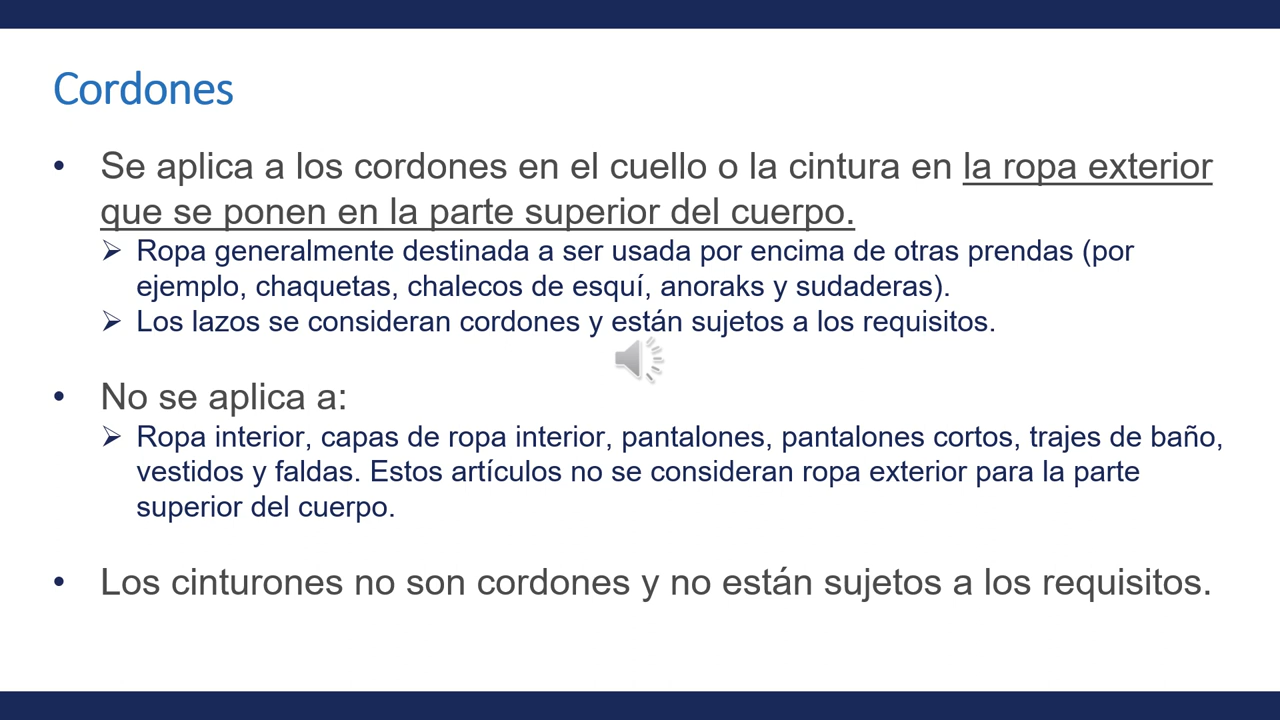 Cordones
• Se aplica a los cordones en el cuello o la cintura en la ropa exterior
que se ponen en la parte superior del cuerpo.
➢ Ropa generalmente destinada a ser usada por encima de otras prendas (por
ejemplo, chaquetas, chalecos de esquí, anoraks y sudaderas).
➢ Los lazos se consideran cordones y están sujetos a los requisitos.
• No se aplica a:
➢ Ropa interior, capas de ropa interior, pantalones, pantalones cortos, trajes de baño,
vestidos y faldas. Estos artículos no se consideran ropa exterior para la parte
superior del cuerpo.
• Los cinturones no son cordones y no están sujetos a los requisitos.